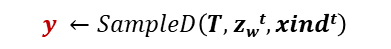 y ← SampleD(T, z_w^t, xind^t)